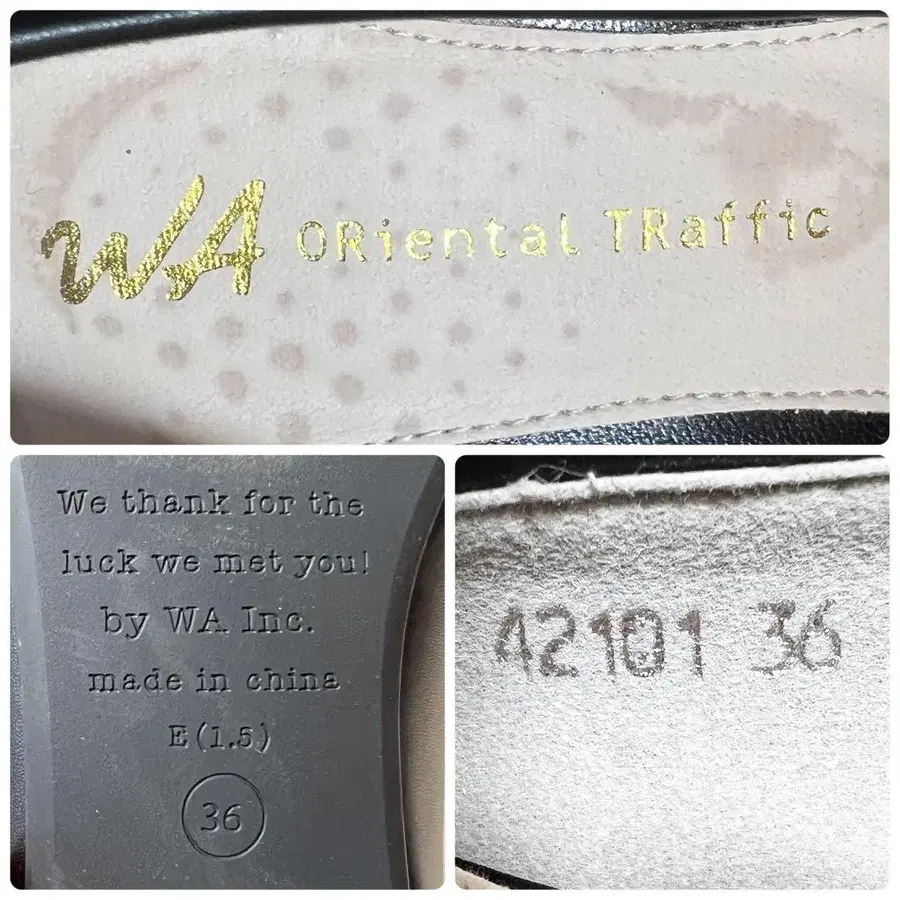 WA ORiental TRaffic
We thank for the
luck we met you!
by WA Inc.
made in china
E(1.5)
36
42101 36